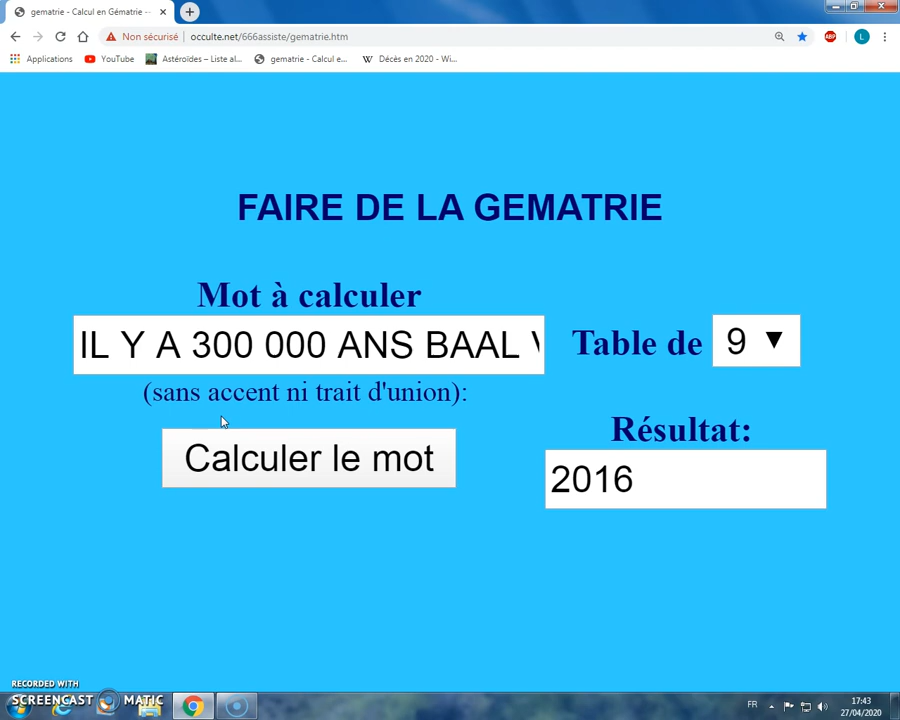 gematrie - Calcul en Gématrie --
Non sécurisé
occulte.net/666assiste/gematrie.htm
ABP
L
Applications
YouTube
Astéroïdes – Liste al...
gematrie - Calcul e...
W
Décès en 2020 - Wi...
FAIRE DE LA GEMATRIE
Mot à calculer
IL Y A 300 000 ANS BAAL
Table de
9
(sans accent ni trait d'union):
Calculer le mot
Résultat:
2016
RECORDED WITH
SCREENCAST
MATIC
FR
17:43
27/04/2020